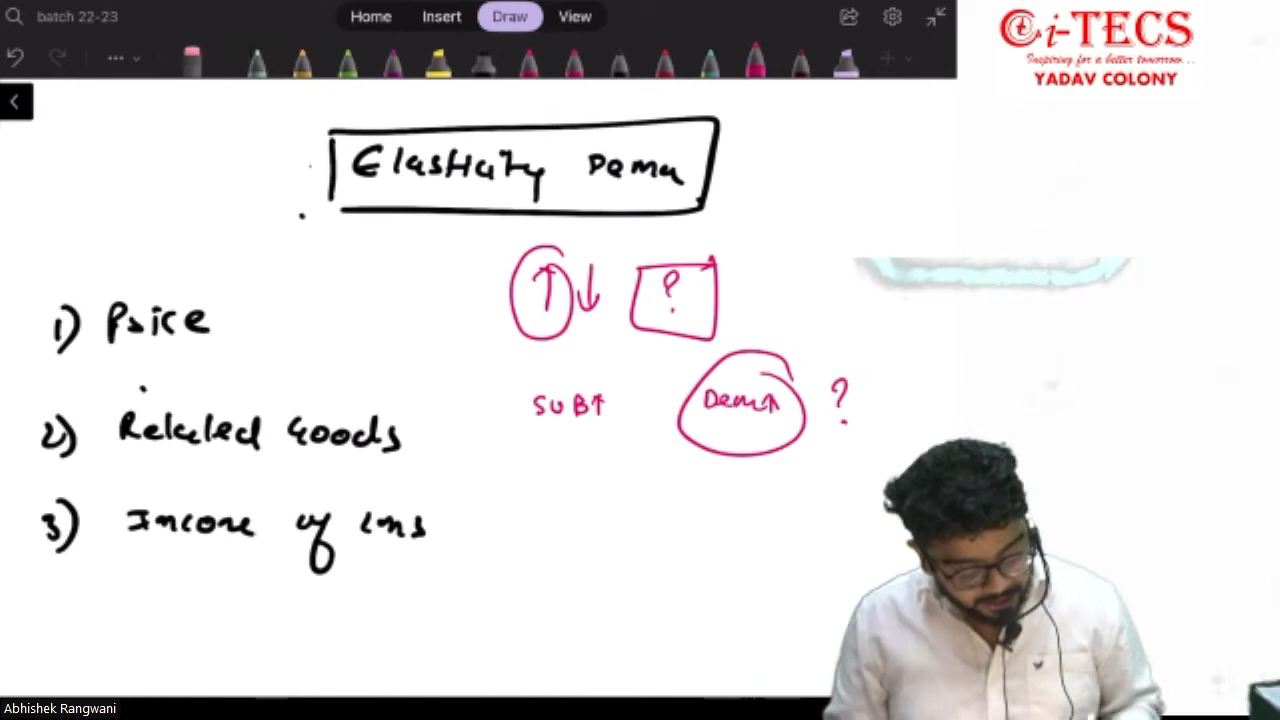 batch 22-23
Home Insert Draw View
i-TECS
Inspiring for a better tomorrow...
YADAV COLONY
Elasticity Deman
↑ ↓ ?
1) Price
SUB↑ Dem↑ ?
2) Related Goods
3) Income of cns
Abhishek Rangwani